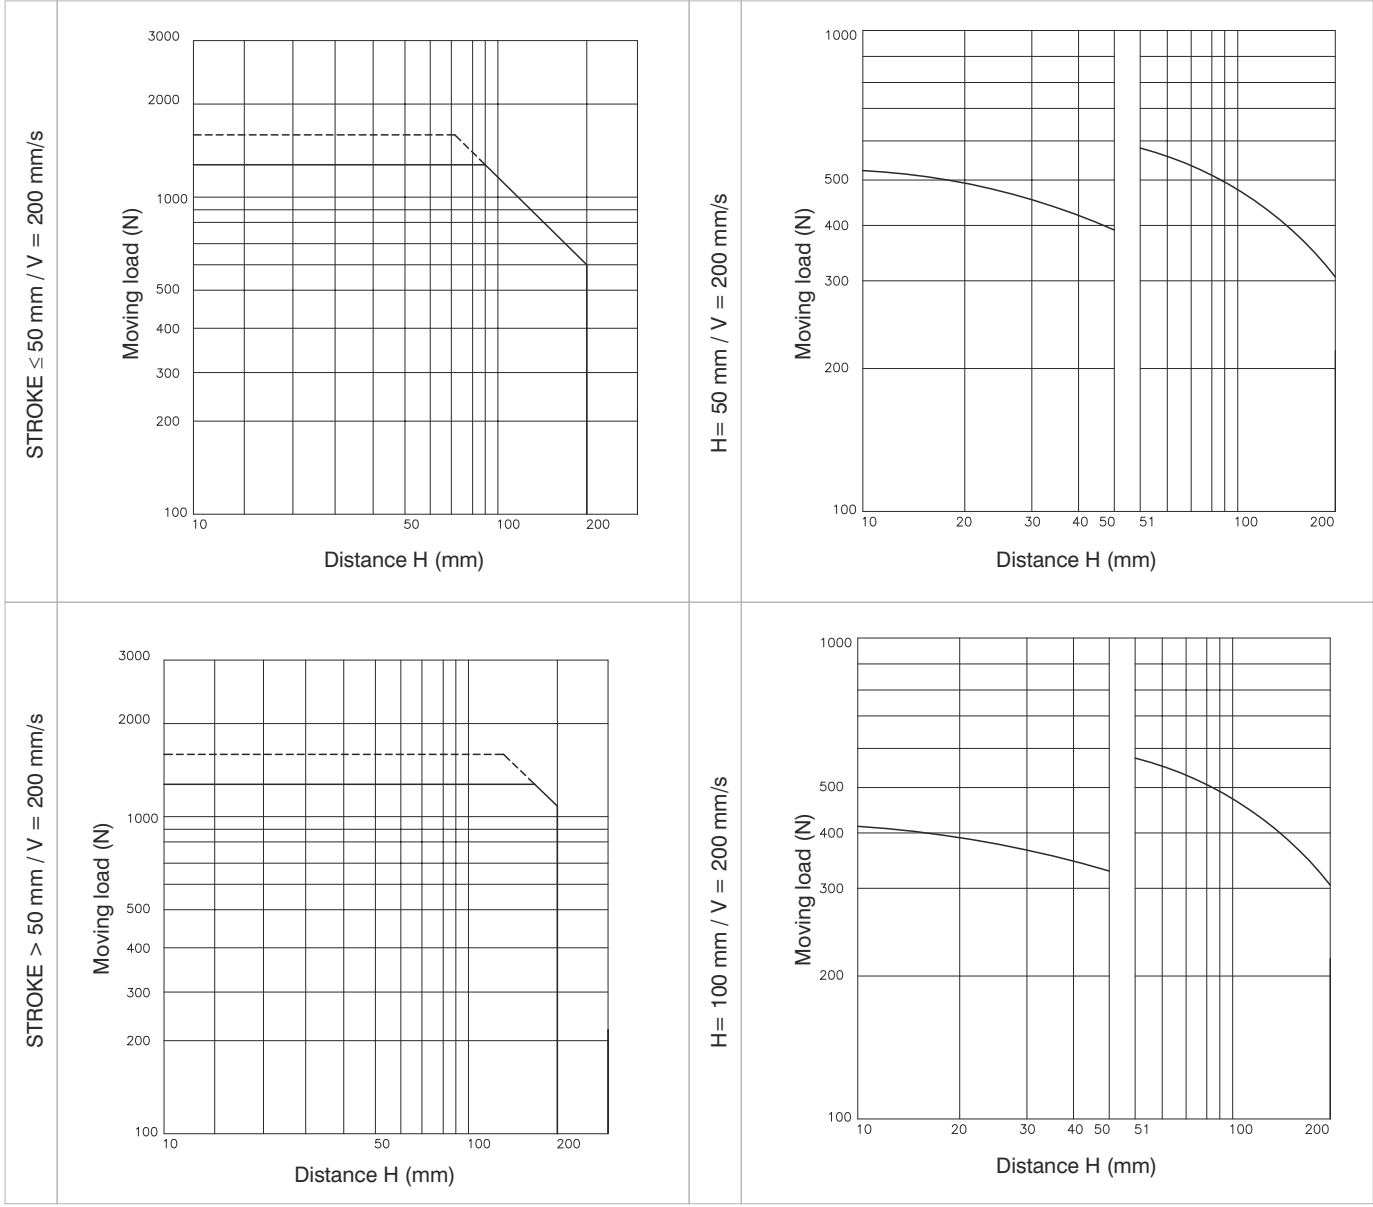 STROKE ≤ 50 mm / V = 200 mm/s
Moving load (N)
3000
2000
1000
500
400
300
200
100
10 50 100 200
Distance H (mm)
H= 50 mm / V = 200 mm/s
Moving load (N)
1000
500
400
300
200
100
10 20 30 40 50 51 100 200
Distance H (mm)
STROKE > 50 mm / V = 200 mm/s
Moving load (N)
3000
2000
1000
500
400
300
200
100
10 50 100 200
Distance H (mm)
H= 100 mm / V = 200 mm/s
Moving load (N)
1000
500
400
300
200
100
10 20 30 40 50 51 100 200
Distance H (mm)